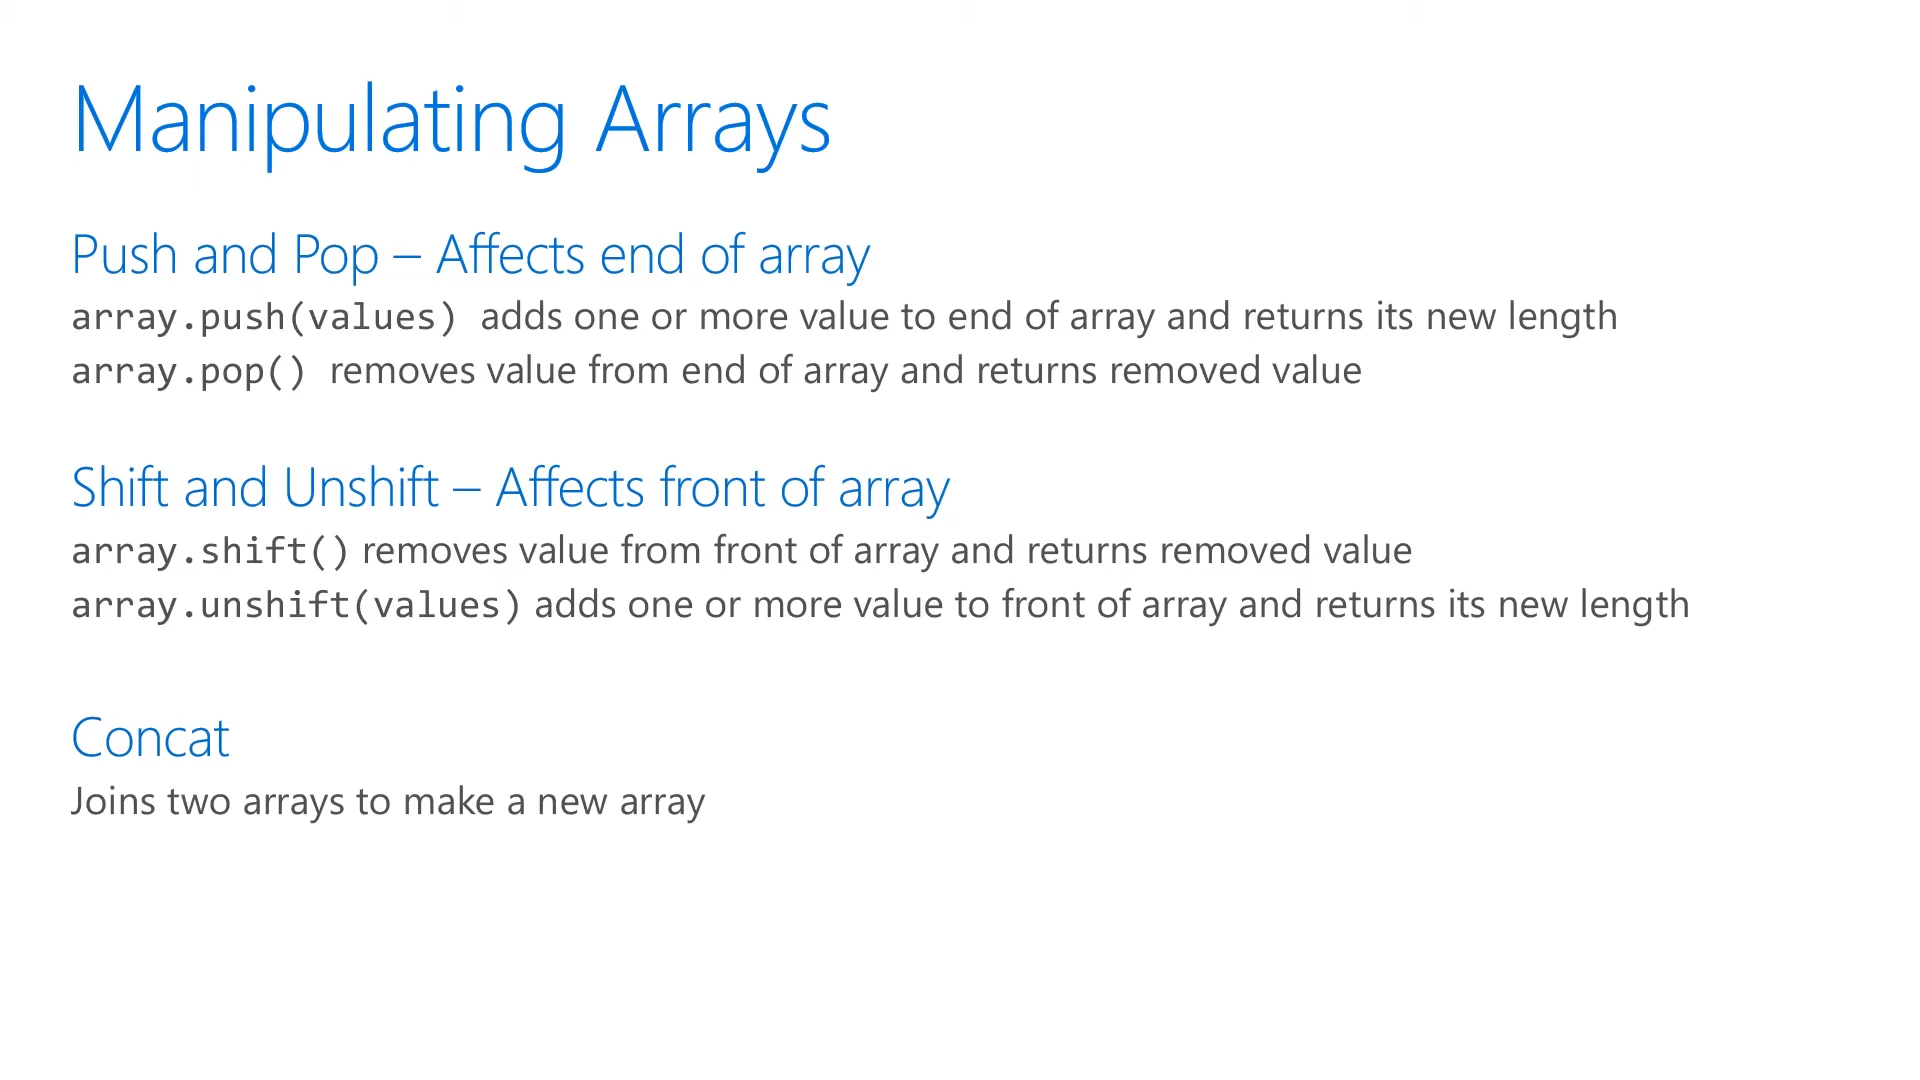 Manipulating Arrays
Push and Pop – Affects end of array
array.push(values) adds one or more value to end of array and returns its new length
array.pop() removes value from end of array and returns removed value
Shift and Unshift – Affects front of array
array.shift() removes value from front of array and returns removed value
array.unshift(values) adds one or more value to front of array and returns its new length
Concat
Joins two arrays to make a new array